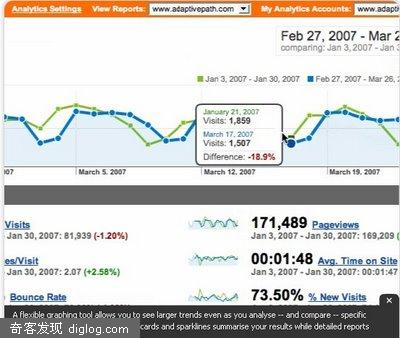 Analytics Settings View Reports: www.adaptivepath.com My Analytics Accounts: www.adap
Feb 27, 2007 - Mar 2
comparing: Jan 3, 2007 - Jan
Jan 3, 2007 - Jan 30, 2007 Feb 27, 2007 - Mar 26,
January 21, 2007
Visits: 1,859
March 17, 2007
Visits: 1,507
Difference: -18.9%
007 March 5, 2007 March 12, 2007 March 19, 2007
Visits
Jan 30, 2007: 81,939 (-1.20%)
171,489 Pageviews
Jan 3, 2007 - Jan 30, 2007: 169,209
es/Visit
Jan 30, 2007: 2.07 (+2.58%)
00:01:48 Avg. Time on Site
Jan 3, 2007 - Jan 30, 2007: 00:01:47
Bounce Rate
73.50% % New Visits
A flexible graphing tool allows you to see larger trends even as you analyse -- and compare -- specific
cards and sparklines summarise your results while detailed reports
奇客发现 diglog.com